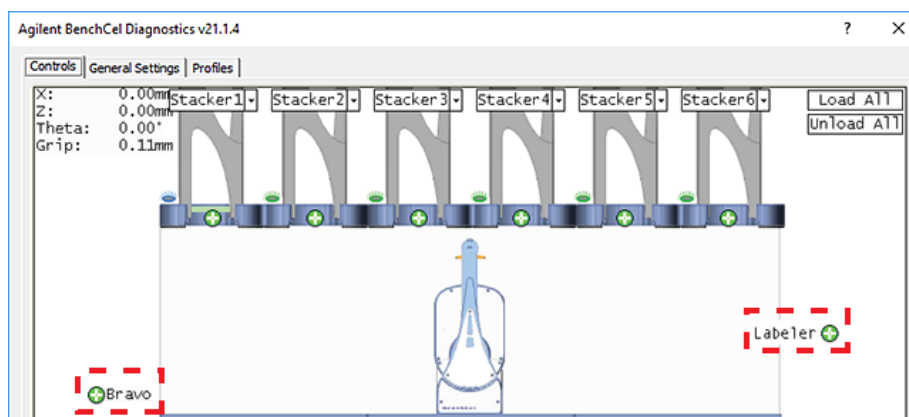 Agilent BenchCel Diagnostics v21.1.4
Controls General Settings Profiles
X: 0.00mm
Z: 0.00mm
Theta: 0.00°
Grip: 0.11mm
Stacker1 Stacker2 Stacker3 Stacker4 Stacker5 Stacker6
Load All
Unload All
Labeler
Bravo